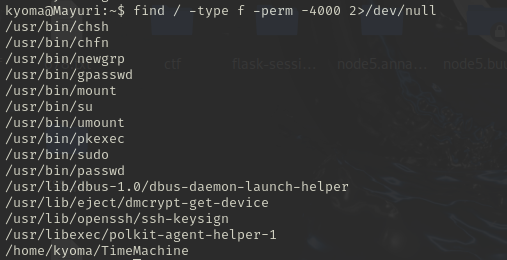 kyoma@Mayuri:~$ find / -type f -perm -4000 2>/dev/null
/usr/bin/chsh
/usr/bin/chfn
/usr/bin/newgrp
/usr/bin/gpasswd
/usr/bin/mount
/usr/bin/su
/usr/bin/umount
/usr/bin/pkexec
/usr/bin/sudo
/usr/bin/passwd
/usr/lib/dbus-1.0/dbus-daemon-launch-helper
/usr/lib/eject/dmcrypt-get-device
/usr/lib/openssh/ssh-keysign
/usr/libexec/polkit-agent-helper-1
/home/kyoma/TimeMachine
ctf